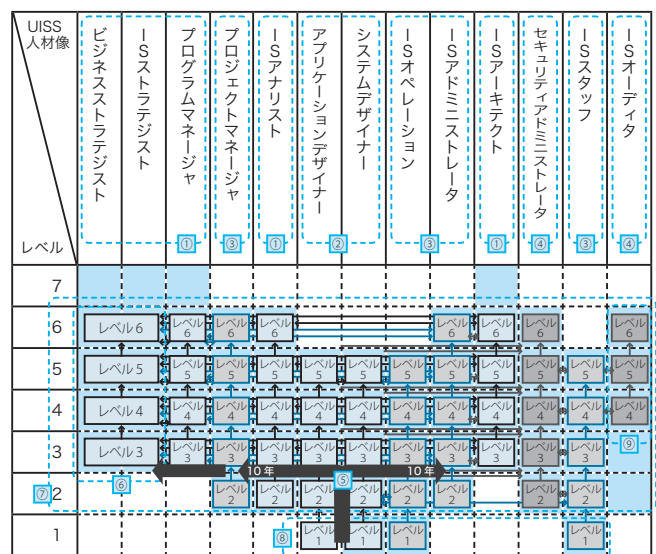 UISS
人材像
レベル
ビジネスストラテジスト
ISストラテジスト
プログラムマネージャ
プロジェクトマネージャ
ISアナリスト
アプリケーションデザイナー
システムデザイナー
ISオペレーション
ISアドミニストレータ
ISアーキテクト
セキュリティアドミニストレータ
ISスタッフ
ISオーディタ
① ③ ① ② ③ ① ④ ③ ④
7
6 レベル6 レベル6 レベル6 レベル6 レベル6 レベル6 レベル6 レベル6
5 レベル5 レベル5 レベル5 レベル5 レベル5 レベル5 レベル5 レベル5 レベル5 レベル5 レベル5 レベル5
4 レベル4 レベル4 レベル4 レベル4 レベル4 レベル4 レベル4 レベル4 レベル4 レベル4 レベル4 レベル4
⑨
3 レベル3 レベル3 レベル3 レベル3 レベル3 レベル3 レベル3 レベル3 レベル3 レベル3 レベル3
10年 ⑤ 10年
⑥
⑦ 2 レベル2 レベル2 レベル2 レベル2 レベル2 レベル2 レベル2 レベル2
1 ⑧ レベル1 レベル1 レベル1 レベル1